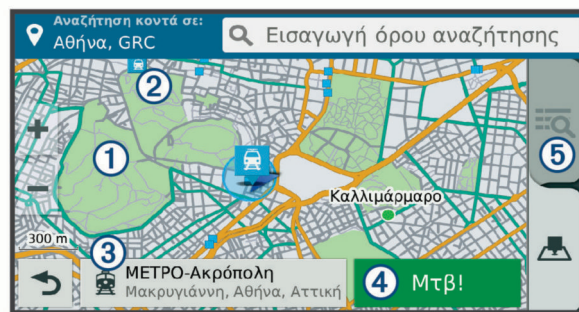 Αναζήτηση κοντά σε:
Αθήνα, GRC
Εισαγωγή όρου αναζήτησης
②
①
⑤
Καλλιμάρμαρο
300 m
③
ΜΕΤΡΟ-Ακρόπολη
Μακρυγιάννη, Αθήνα, Αττική
④ Μτβ!